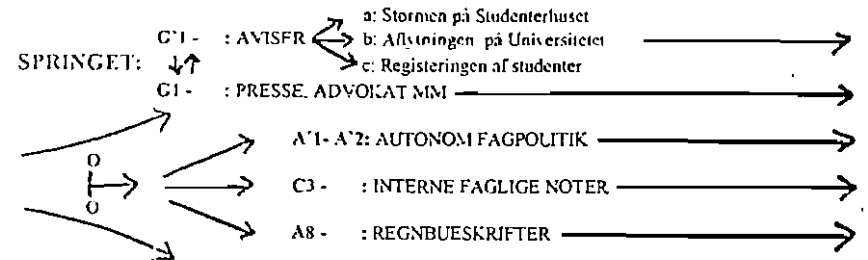 a: Stormen på Studenterhuset
G'1 - : AVISER b: Aflytningen på Universitetet
SPRINGET:
c: Registeringen af studenter
G1 - : PRESSE, ADVOKAT MM
A'1- A'2: AUTONOM FAGPOLITIK
O
C3 - : INTERNE FAGLIGE NOTER
O
A8 - : REGNBUESKRIFTER